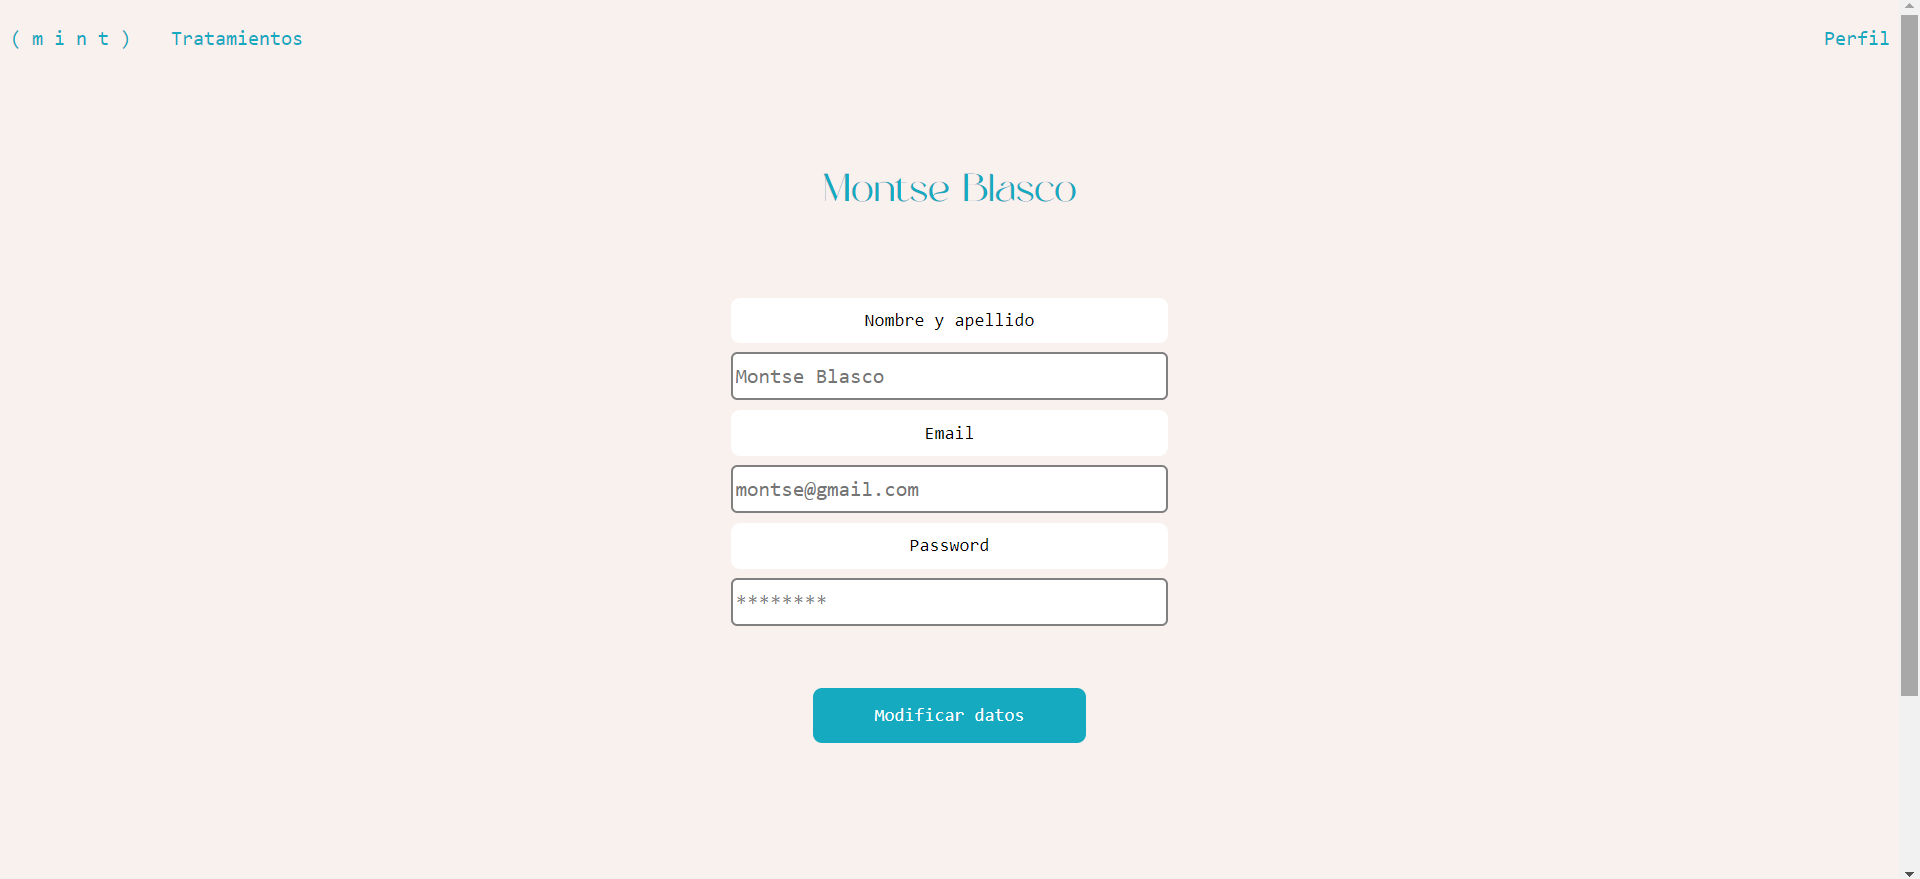 ( m i n t ) Tratamientos Perfil
Montse Blasco
Nombre y apellido
Montse Blasco
Email
montse@gmail.com
Password
********
Modificar datos